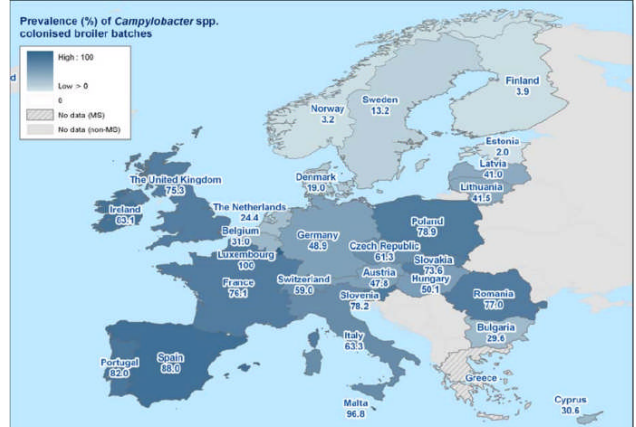 Prevalence (%) of Campylobacter spp.
colonised broiler batches
High : 100
Low > 0
0
No data (MS)
No data (non-MS)
Finland
3.9
Sweden
13.2
Norway
3.2
Estonia
2.0
Latvia
41.0
Lithuania
41.5
Denmark
19.0
The United Kingdom
75.3
Ireland
83.1
The Netherlands
24.4
Belgium
31.0
Luxembourg
100
Germany
48.9
Poland
78.9
Czech Republic
61.3
Slovakia
73.6
Austria
47.8
Hungary
50.1
Switzerland
59.0
Slovenia
78.2
France
76.1
Romania
77.0
Bulgaria
29.6
Italy
63.3
Portugal
82.0
Spain
88.0
Greece
Malta
96.8
Cyprus
30.6